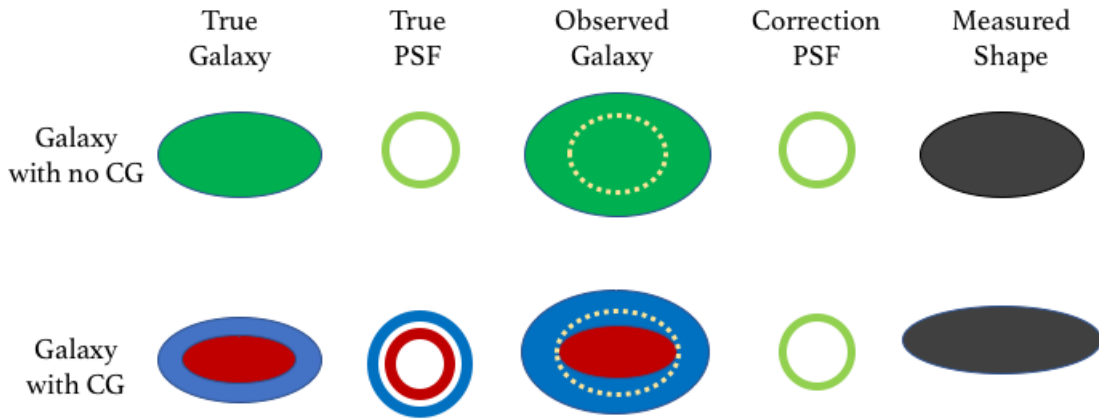 True
Galaxy
True
PSF
Observed
Galaxy
Correction
PSF
Measured
Shape
Galaxy
with no CG
Galaxy
with CG